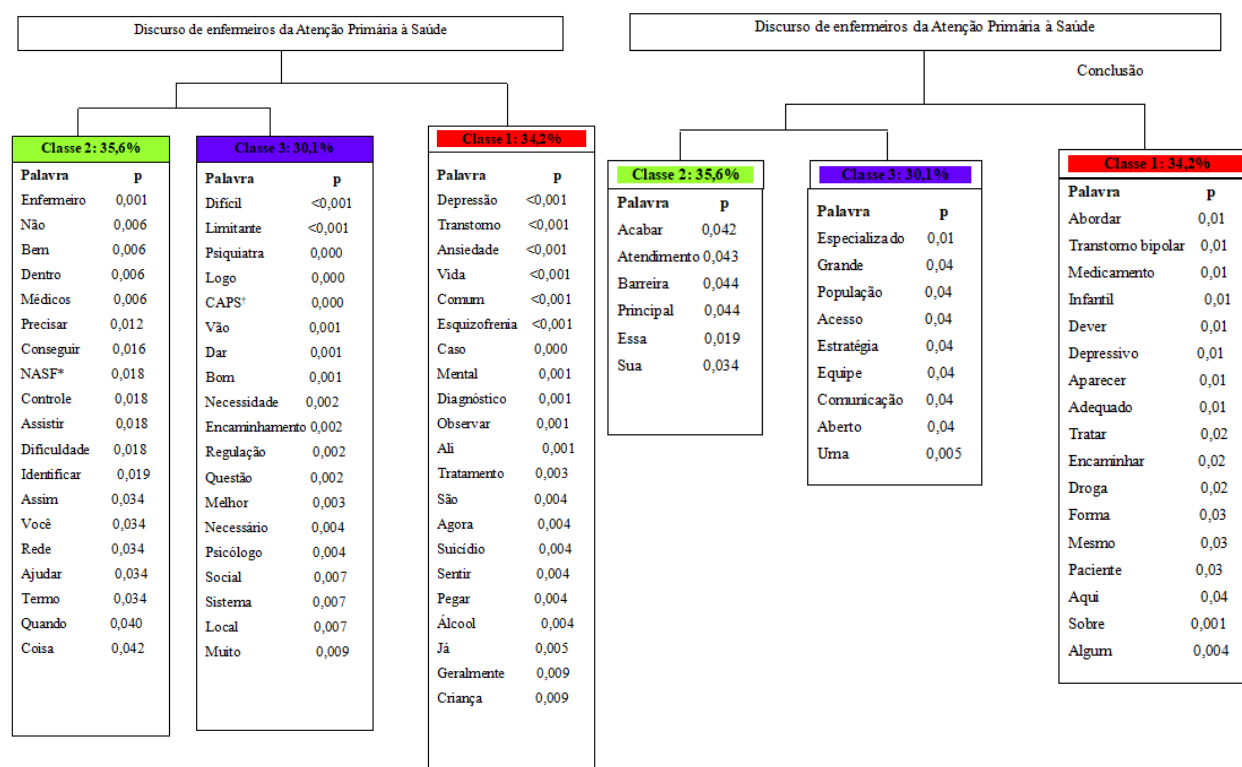 Discurso de enfermeiros da Atenção Primária à Saúde
Classe 2: 35,6%
Palavra p
Enfermeiro 0,001
Não 0,006
Bem 0,006
Dentro 0,006
Médicos 0,006
Precisar 0,012
Conseguir 0,016
NASF* 0,018
Controle 0,018
Assistir 0,018
Dificuldade 0,018
Identificar 0,019
Assim 0,034
Você 0,034
Rede 0,034
Ajudar 0,034
Termo 0,034
Quando 0,040
Coisa 0,042
Classe 3: 30,1%
Palavra p
Difícil <0,001
Limitante <0,001
Psiquiatra 0,000
Logo 0,000
CAPS† 0,000
Vão 0,001
Dar 0,001
Bom 0,001
Necessidade 0,002
Encaminhamento 0,002
Regulação 0,002
Questão 0,002
Melhor 0,003
Necessário 0,004
Psicólogo 0,004
Social 0,007
Sistema 0,007
Local 0,007
Muito 0,009
Classe 1: 34,2%
Palavra p
Depressão <0,001
Transtorno <0,001
Ansiedade <0,001
Vida <0,001
Comum <0,001
Esquizofrenia <0,001
Caso 0,000
Mental 0,001
Diagnóstico 0,001
Observar 0,001
Ali 0,001
Tratamento 0,003
São 0,004
Agora 0,004
Suicídio 0,004
Sentir 0,004
Pegar 0,004
Álcool 0,004
Já 0,005
Geralmente 0,009
Criança 0,009
Discurso de enfermeiros da Atenção Primária à Saúde
Conclusão
Classe 2: 35,6%
Palavra p
Acabar 0,042
Atendimento 0,043
Barreira 0,044
Principal 0,044
Essa 0,019
Sua 0,034
Classe 3: 30,1%
Palavra p
Especializado 0,01
Grande 0,04
População 0,04
Acesso 0,04
Estratégia 0,04
Equipe 0,04
Comunicação 0,04
Aberto 0,04
Uma 0,005
Classe 1: 34,2%
Palavra p
Abordar 0,01
Transtorno bipolar 0,01
Medicamento 0,01
Infantil 0,01
Dever 0,01
Depressivo 0,01
Aparecer 0,01
Adequado 0,01
Tratar 0,02
Encaminhar 0,02
Droga 0,02
Forma 0,03
Mesmo 0,03
Paciente 0,03
Aqui 0,04
Sobre 0,001
Algum 0,004